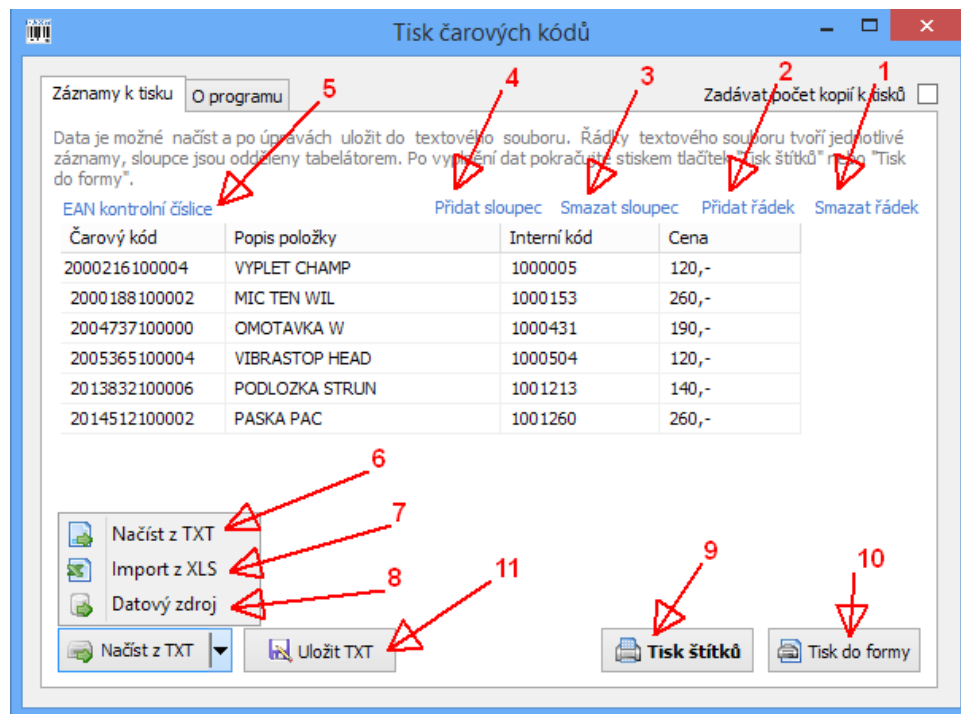 Tisk čarových kódů
Záznamy k tisku
O programu
Zadávat počet kopií k tisků
5
4
3
2
1
Data je možné načíst a po úpravách uložit do textového souboru. Řádky textového souboru tvoří jednotlivé
záznamy, sloupce jsou odděleny tabelátorem. Po vyplnění dat pokračujte stiskem tlačítek "Tisk štítků" nebo "Tisk
do formy".
EAN kontrolní číslice
Přidat sloupec
Smazat sloupec
Přidat řádek
Smazat řádek
Čarový kód Popis položky Interní kód Cena
2000216100004 VYPLET CHAMP 1000005 120,-
2000188100002 MIC TEN WIL 1000153 260,-
2004737100000 OMOTAVKA W 1000431 190,-
2005365100004 VIBRASTOP HEAD 1000504 120,-
2013832100006 PODLOZKA STRUN 1001213 140,-
2014512100002 PASKA PAC 1001260 260,-
6
Načíst z TXT
7
Import z XLS
8
Datový zdroj
11
9
10
Načíst z TXT
Uložit TXT
Tisk štítků
Tisk do formy